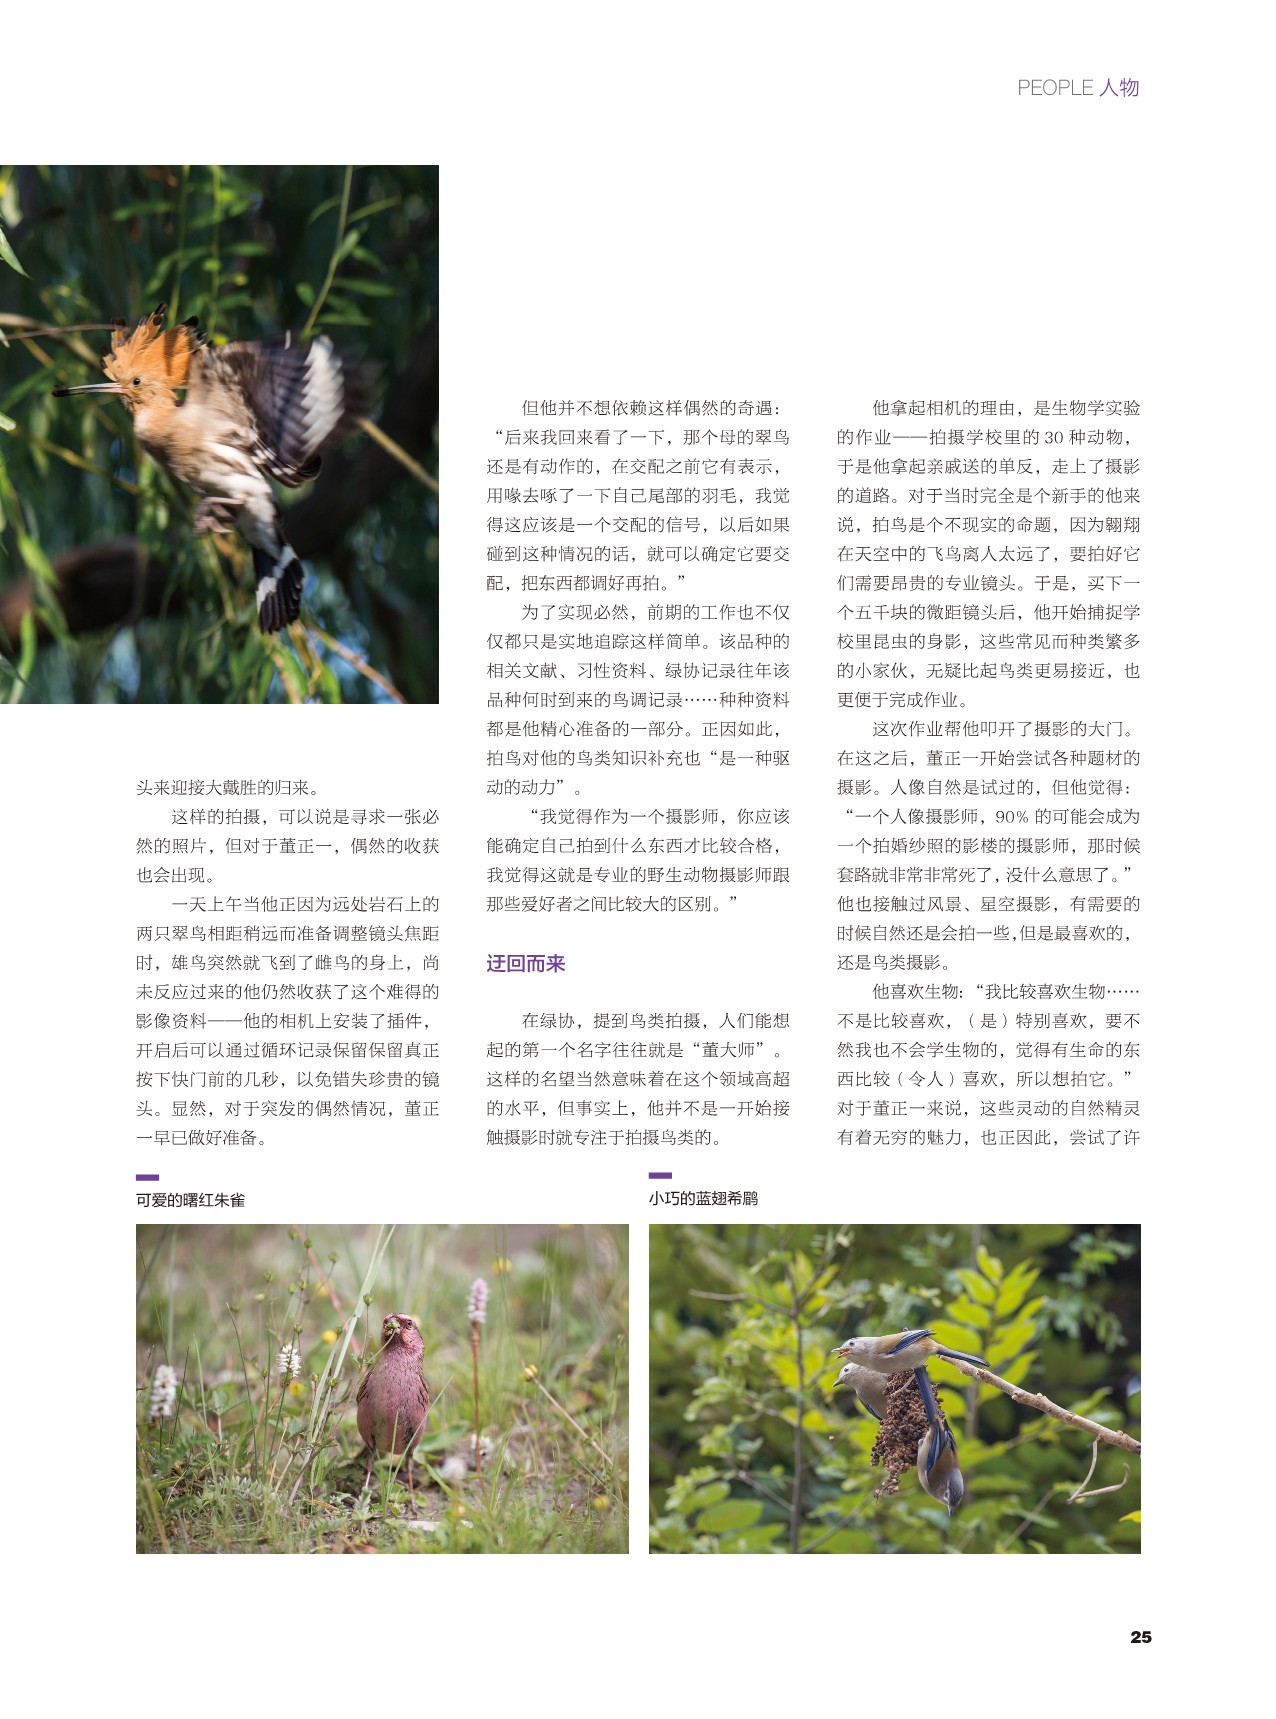 PEOPLE 人物
头来迎接大戴胜的归来。
这样的拍摄，可以说是寻求一张必
然的照片，但对于董正一，偶然的收获
也会出现。
一天上午当他正因为远处岩石上的
两只翠鸟相距稍远而准备调整镜头焦距
时，雄鸟突然就飞到了雌鸟的身上，尚
未反应过来的他仍然收获了这个难得的
影像资料——他的相机上安装了插件，
开启后可以通过循环记录保留保留真正
按下快门前的几秒，以免错失珍贵的镜
头。显然，对于突发的偶然情况，董正
一早已做好准备。
但他并不想依赖这样偶然的奇遇：
“后来我回来看了一下，那个母的翠鸟
还是有动作的，在交配之前它有表示，
用喙去啄了一下自己尾部的羽毛，我觉
得这应该是一个交配的信号，以后如果
碰到这种情况的话，就可以确定它要交
配，把东西都调好再拍。”
为了实现必然，前期的工作也不仅
仅都只是实地追踪这样简单。该品种的
相关文献、习性资料、绿协记录往年该
品种何时到来的鸟调记录……种种资料
都是他精心准备的一部分。正因如此，
拍鸟对他的鸟类知识补充也“是一种驱
动的动力”。
“我觉得作为一个摄影师，你应该
能确定自己拍到什么东西才比较合格，
我觉得这就是专业的野生动物摄影师跟
那些爱好者之间比较大的区别。”
迂回而来
在绿协，提到鸟类拍摄，人们能想
起的第一个名字往往就是“董大师”。
这样的名望当然意味着在这个领域高超
的水平，但事实上，他并不是一开始接
触摄影时就专注于拍摄鸟类的。
他拿起相机的理由，是生物学实验
的作业——拍摄学校里的 30 种动物，
于是他拿起亲戚送的单反，走上了摄影
的道路。对于当时完全是个新手的他来
说，拍鸟是个不现实的命题，因为翱翔
在天空中的飞鸟离人太远了，要拍好它
们需要昂贵的专业镜头。于是，买下一
个五千块的微距镜头后，他开始捕捉学
校里昆虫的身影，这些常见而种类繁多
的小家伙，无疑比起鸟类更易接近，也
更便于完成作业。
这次作业帮他叩开了摄影的大门。
在这之后，董正一开始尝试各种题材的
摄影。人像自然是试过的，但他觉得：
“一个人像摄影师，90% 的可能会成为
一个拍婚纱照的影楼的摄影师，那时候
套路就非常非常死了，没什么意思了。”
他也接触过风景、星空摄影，有需要的
时候自然还是会拍一些，但是最喜欢的，
还是鸟类摄影。
他喜欢生物：“我比较喜欢生物……
不是比较喜欢，（是）特别喜欢，要不
然我也不会学生物的，觉得有生命的东
西比较（令人）喜欢，所以想拍它。”
对于董正一来说，这些灵动的自然精灵
有着无穷的魅力，也正因此，尝试了许
可爱的曙红朱雀
小巧的蓝翅希鹛
25